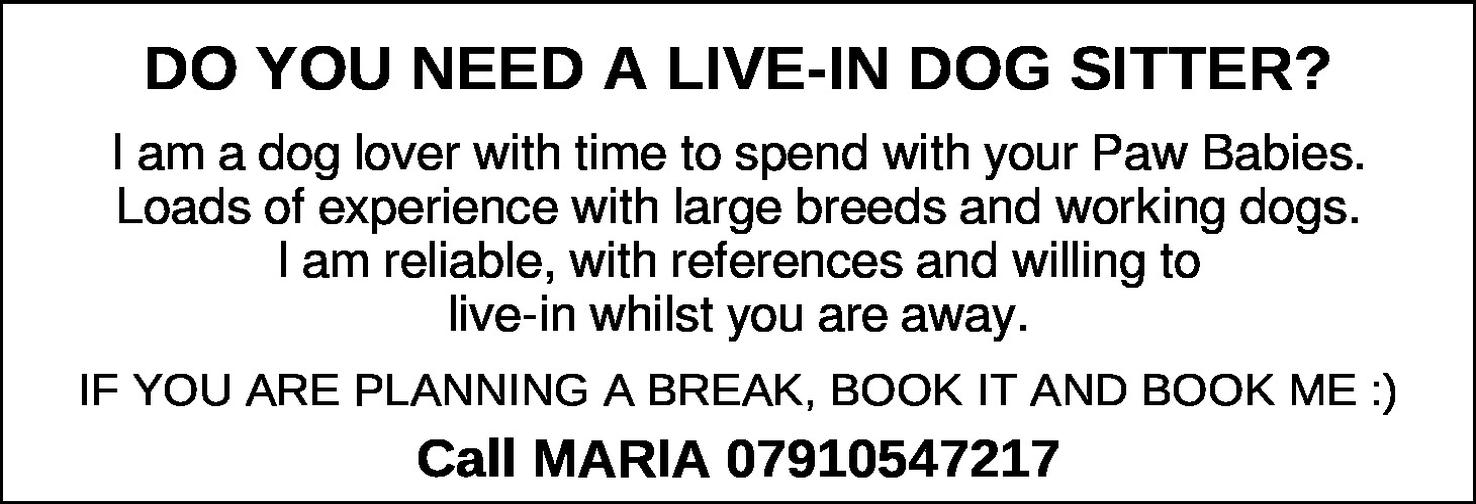 DO YOU NEED A LIVE-IN DOG SITTER?
I am a dog lover with time to spend with your Paw Babies.
Loads of experience with large breeds and working dogs.
I am reliable, with references and willing to
live-in whilst you are away.
IF YOU ARE PLANNING A BREAK, BOOK IT AND BOOK ME :)
Call MARIA 07910547217